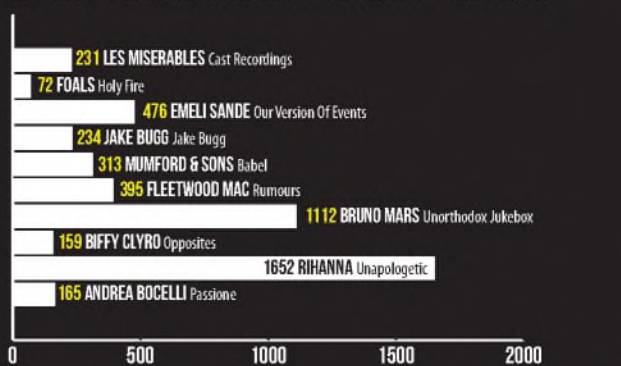 231 LES MISERABLES Cast Recordings
72 FOALS Holy Fire
476 EMELI SANDE Our Version Of Events
234 JAKE BUGG Jake Bugg
313 MUMFORD & SONS Babel
395 FLEETWOOD MAC Rumours
1112 BRUNO MARS Unorthodox Jukebox
159 BIFFY CLYRO Opposites
1652 RIHANNA Unapologetic
165 ANDREA BOCELLI Passione
0 500 1000 1500 2000